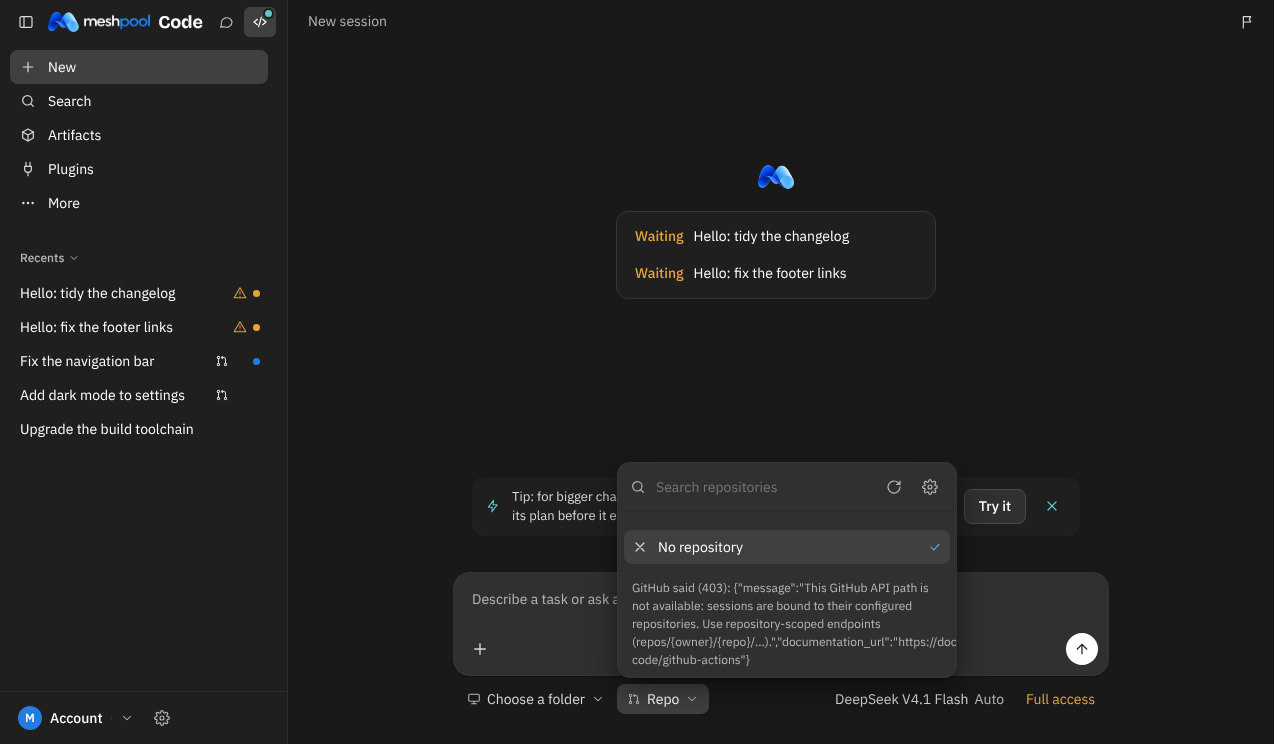 meshpool Code
New session
New
Search
Artifacts
Plugins
More
Recents
Hello: tidy the changelog
Hello: fix the footer links
Fix the navigation bar
Add dark mode to settings
Upgrade the build toolchain
M Account
Waiting Hello: tidy the changelog
Waiting Hello: fix the footer links
Tip: for bigger cha
its plan before it e
Try it
Search repositories
No repository
GitHub said (403): {"message":"This GitHub API path is
not available: sessions are bound to their configured
repositories. Use repository-scoped endpoints
(repos/{owner}/{repo}/...).","documentation_url":"https://doc
code/github-actions"}
Describe a task or ask a
Choose a folder
Repo
DeepSeek V4.1 Flash Auto
Full access